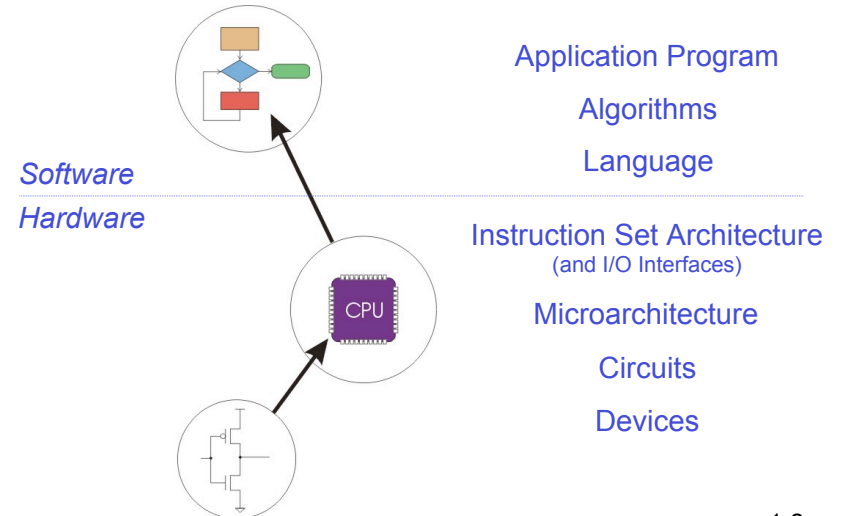 Application Program
Algorithms
Language
Software
Hardware
Instruction Set Architecture
(and I/O Interfaces)
CPU
Microarchitecture
Circuits
Devices